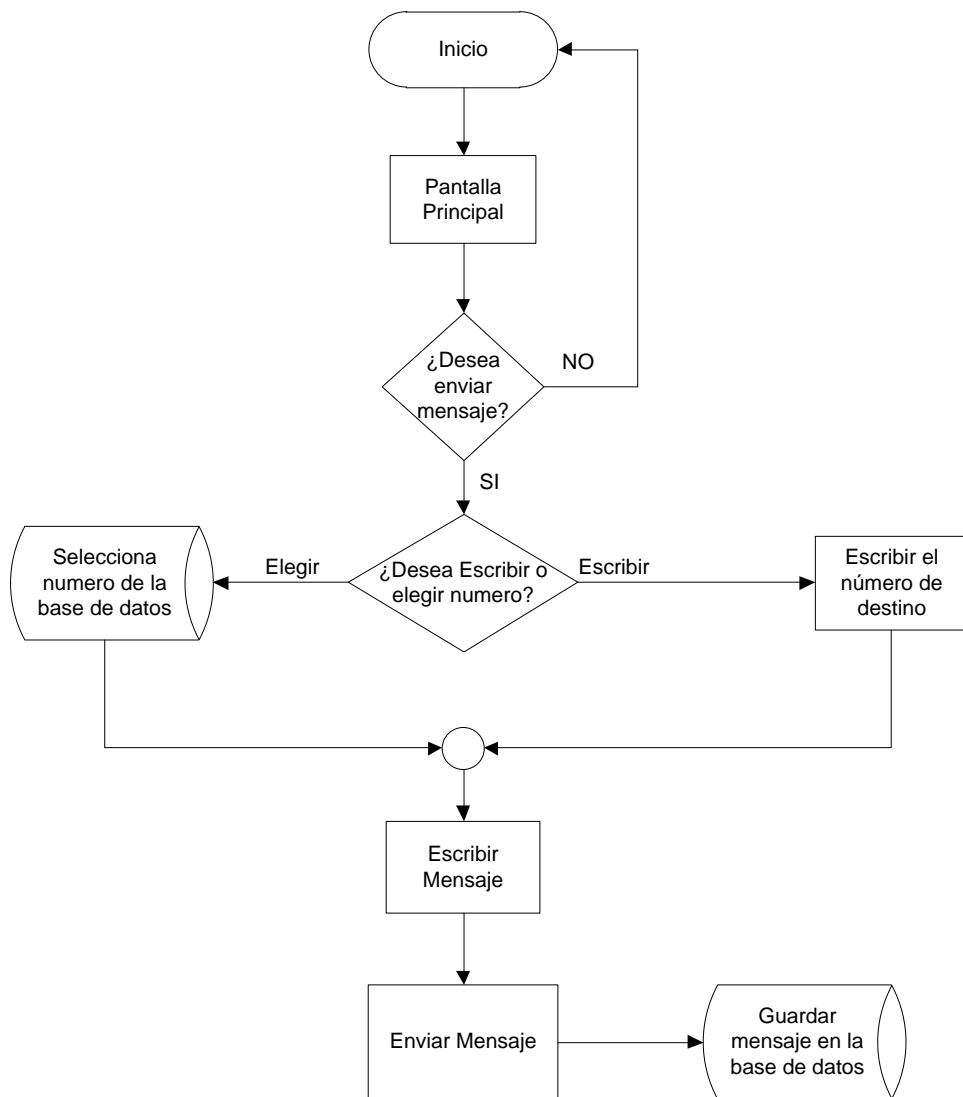 Inicio
Pantalla
Principal
¿Desea
enviar
mensaje?
NO
SI
Selecciona
numero de la
base de datos
Elegir
¿Desea Escribir o
elegir numero?
Escribir
Escribir el
número de
destino
Escribir
Mensaje
Enviar Mensaje
Guardar
mensaje en la
base de datos